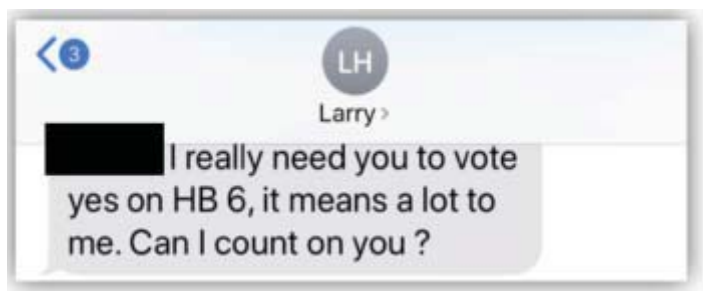 3
LH
Larry >
I really need you to vote
yes on HB 6, it means a lot to
me. Can I count on you ?